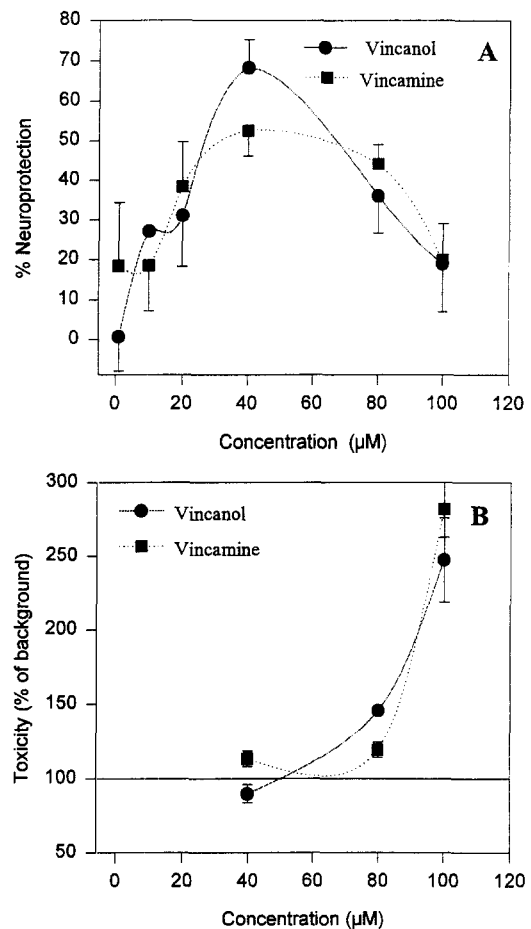 80
70
60
50
40
30
20
10
0
% Neuroprotection
Vincanol
Vincamine
A
0 20 40 60 80 100 120
Concentration (µM)
300
250
200
150
100
50
Toxicity (% of background)
Vincanol
Vincamine
B
0 20 40 60 80 100 120
Concentration (µM)